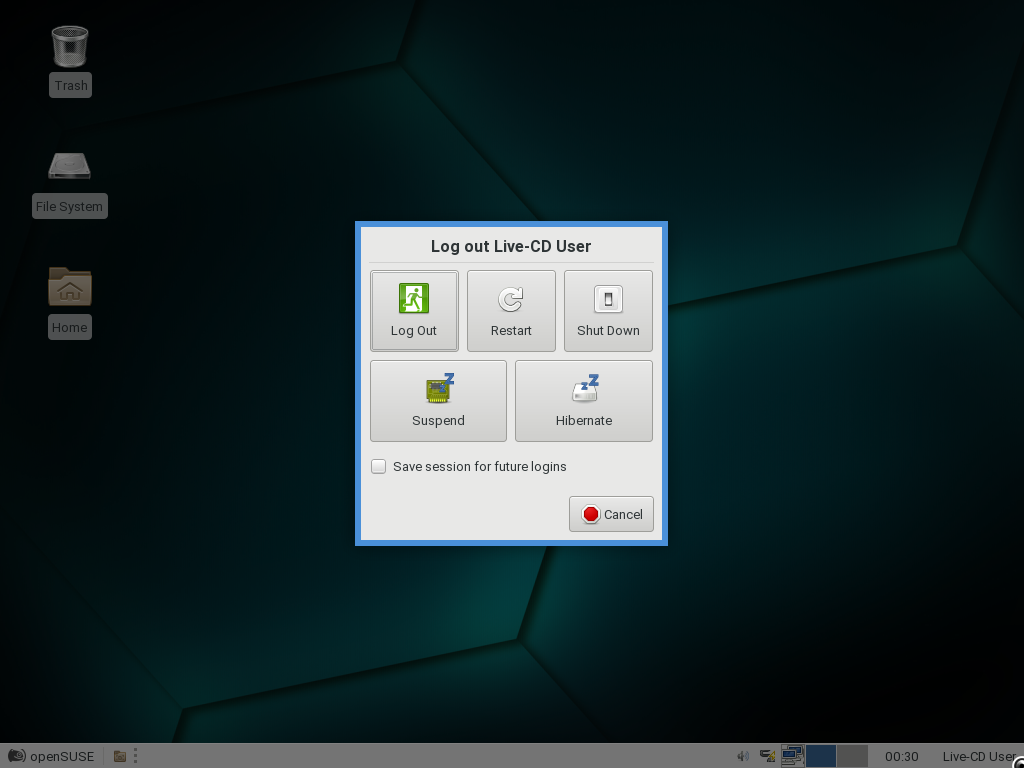 Trash
File System
Home
Log out Live-CD User
Log Out
Restart
Shut Down
Suspend
Hibernate
Save session for future logins
Cancel
openSUSE
00:30
Live-CD User